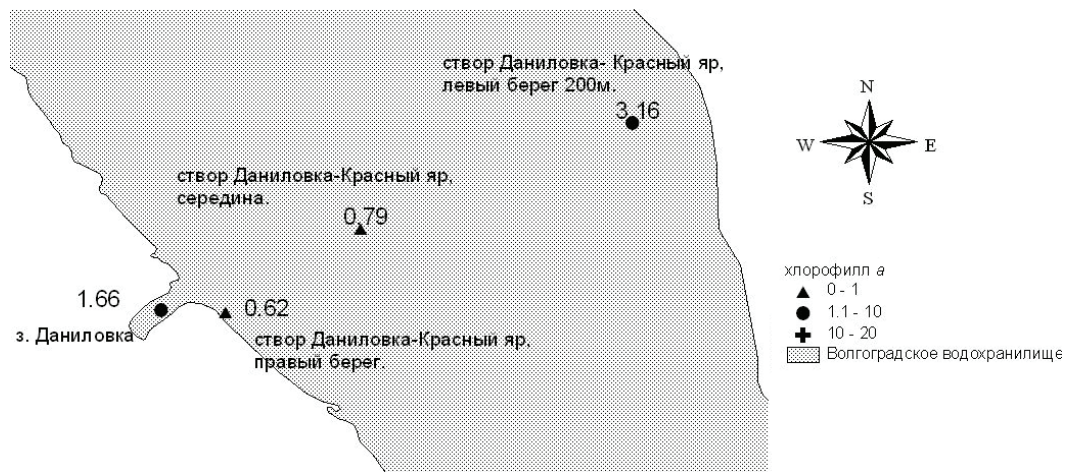 створ Даниловка- Красный яр,
левый берег 200м.
3.16
створ Даниловка-Красный яр,
середина.
0.79
1.66
з. Даниловка
0.62
створ Даниловка-Красный яр,
правый берег.
N
W
E
S
хлорофилл а
0 - 1
1.1 - 10
10 - 20
Волгоградское водохранилище